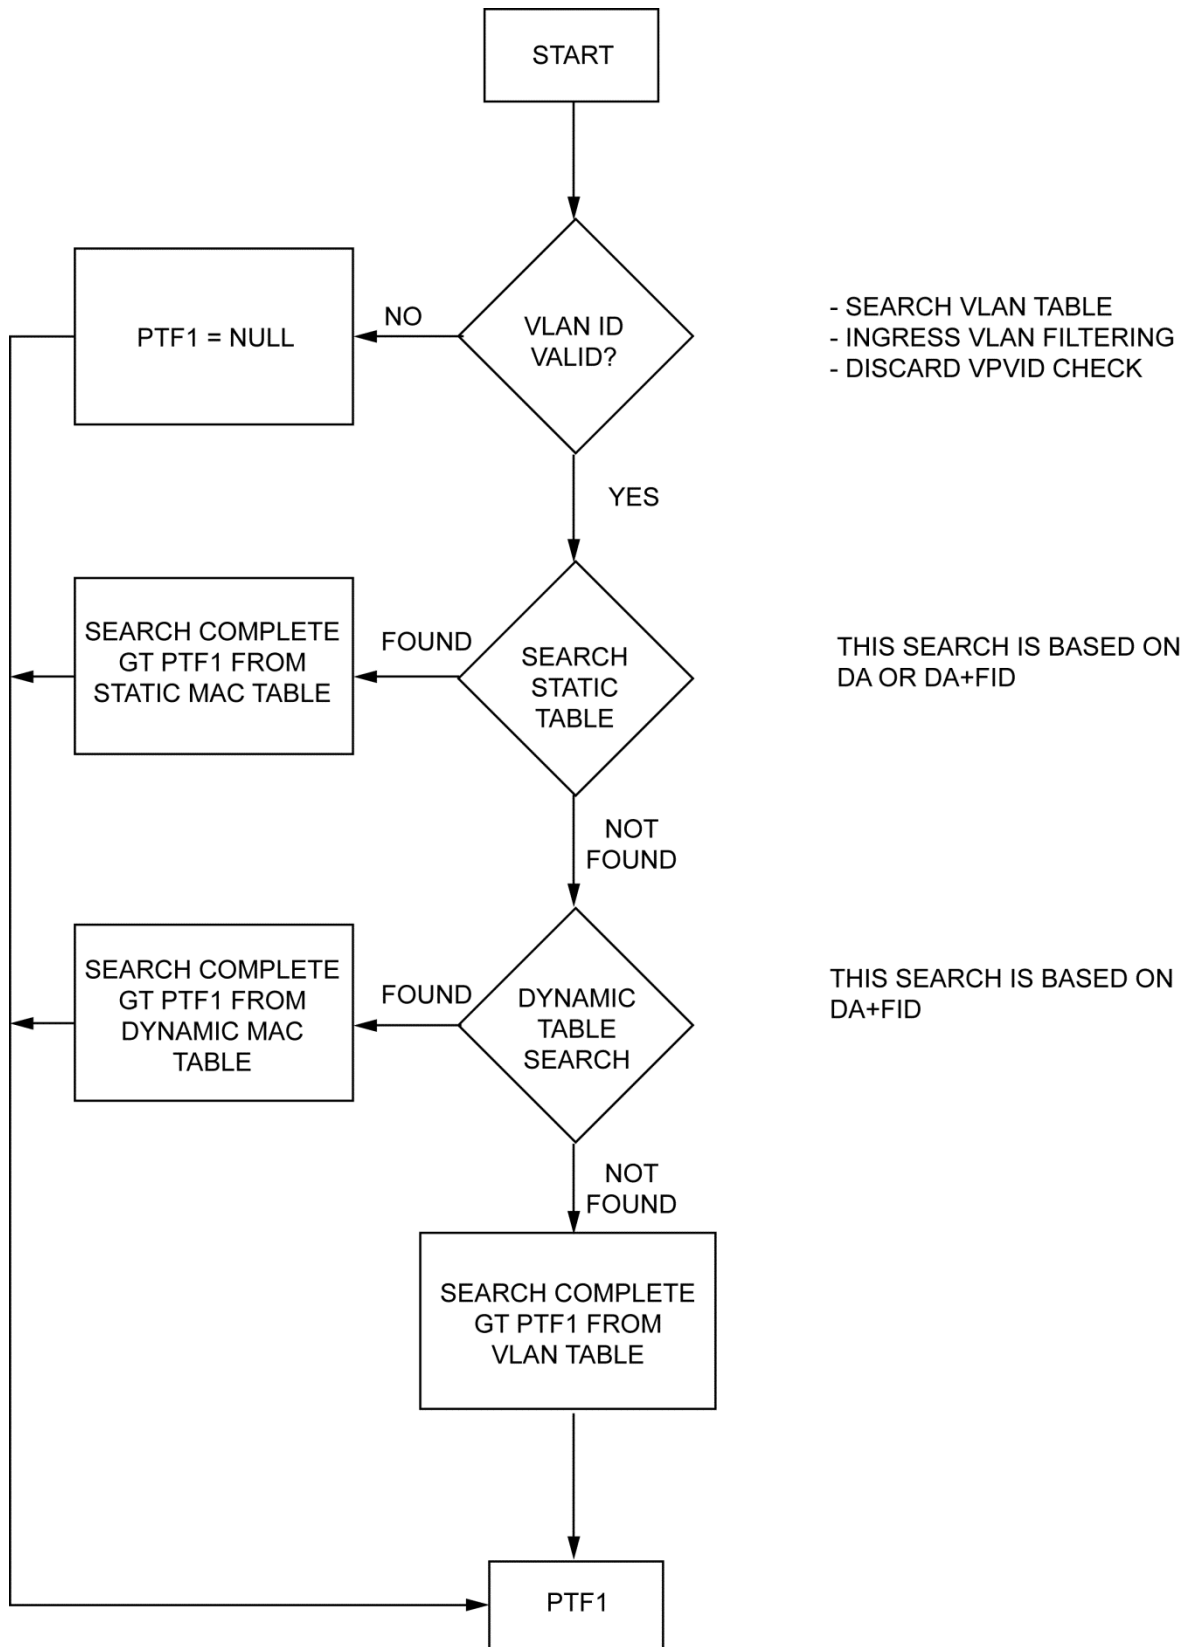 START
PTF1 = NULL
NO
VLAN ID
VALID?
- SEARCH VLAN TABLE
- INGRESS VLAN FILTERING
- DISCARD VPVID CHECK
YES
SEARCH COMPLETE
GT PTF1 FROM
STATIC MAC TABLE
FOUND
SEARCH
STATIC
TABLE
THIS SEARCH IS BASED ON
DA OR DA+FID
NOT
FOUND
SEARCH COMPLETE
GT PTF1 FROM
DYNAMIC MAC
TABLE
FOUND
DYNAMIC
TABLE
SEARCH
THIS SEARCH IS BASED ON
DA+FID
NOT
FOUND
SEARCH COMPLETE
GT PTF1 FROM
VLAN TABLE
PTF1